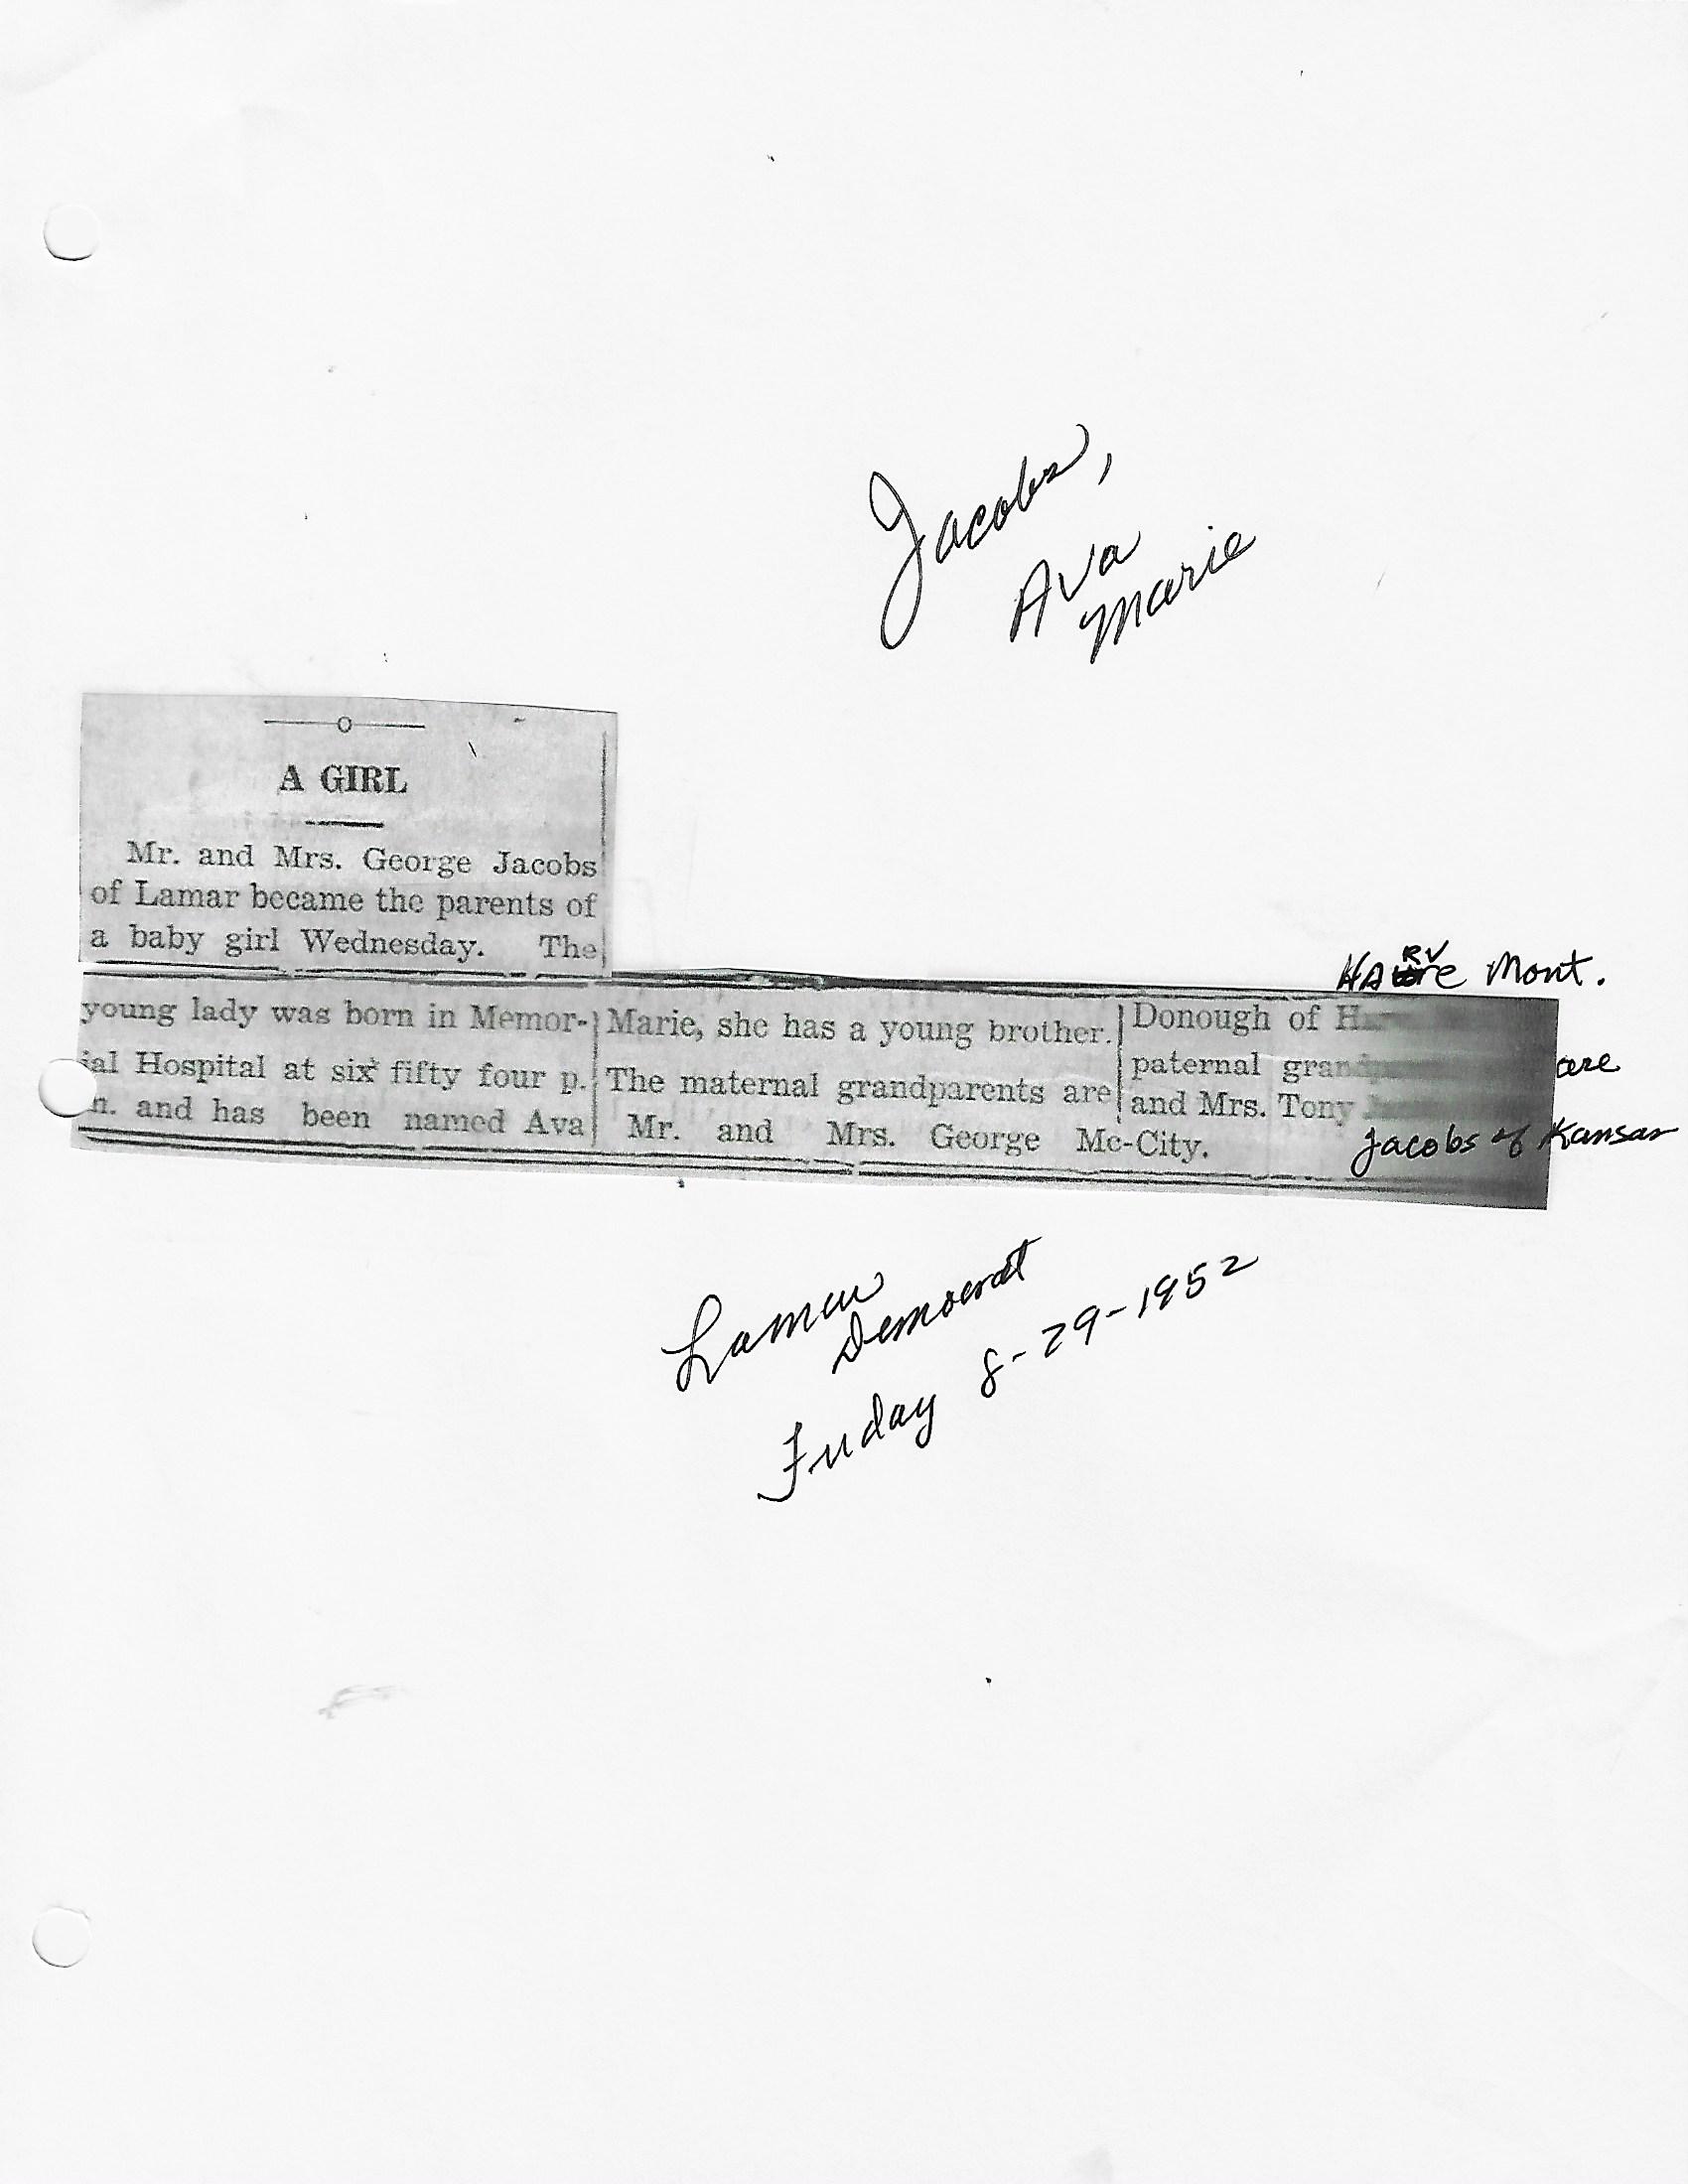 Jacobs,
Ava
Marie
A GIRL
Mr. and Mrs. George Jacobs
of Lamar became the parents of
a baby girl Wednesday. The
young lady was born in Memor-
ial Hospital at six fifty four p.
m. and has been named Ava
Marie, she has a young brother.
The maternal grandparents are
Mr. and Mrs. George Mc-
RV
Mont.
Donough of
paternal are
and Mrs. Tony
City.
Jacobs of Kansas
Lamar
Democrat
Friday 8-29-1952